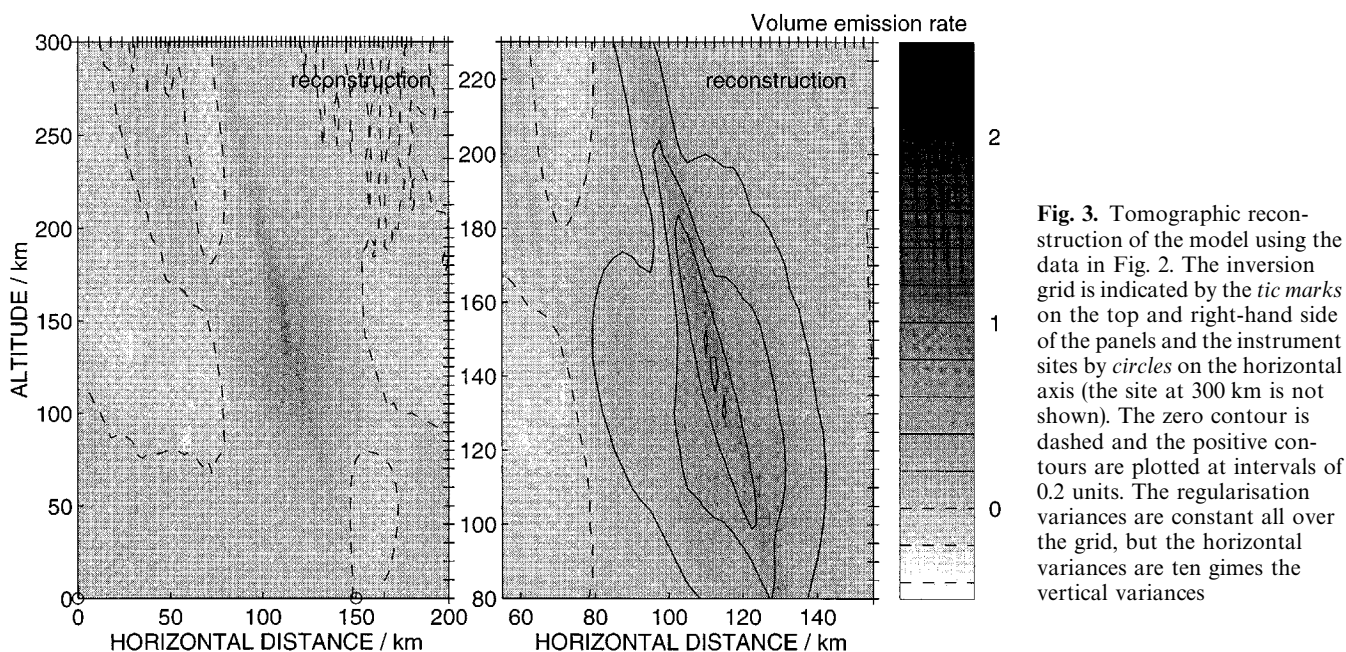 Volume emission rate
300
250
200
150
100
50
0
ALTITUDE / km
reconstruction
0 50 100 150 200
HORIZONTAL DISTANCE / km
220
200
180
160
140
120
100
80
reconstruction
60 80 100 120 140
HORIZONTAL DISTANCE / km
2
1
0
Fig. 3. Tomographic recon-
struction of the model using the
data in Fig. 2. The inversion
grid is indicated by the tic marks
on the top and right-hand side
of the panels and the instrument
sites by circles on the horizontal
axis (the site at 300 km is not
shown). The zero contour is
dashed and the positive con-
tours are plotted at intervals of
0.2 units. The regularisation
variances are constant all over
the grid, but the horizontal
variances are ten gimes the
vertical variances